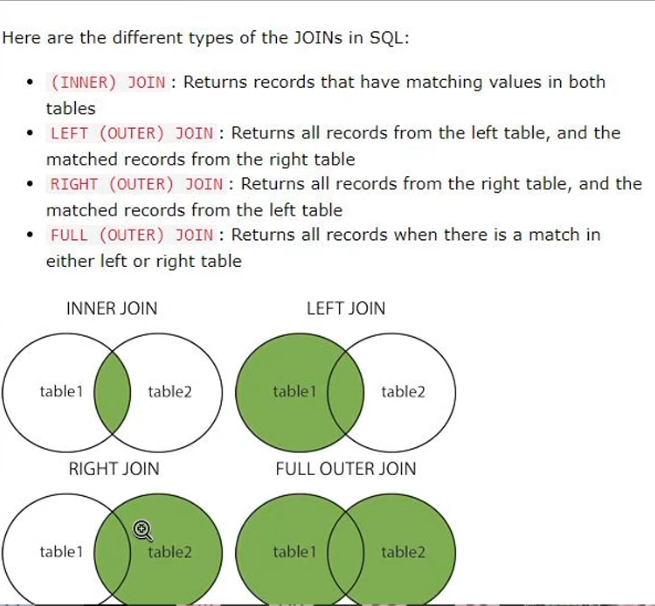 Here are the different types of the JOINs in SQL:
(INNER) JOIN : Returns records that have matching values in both
tables
LEFT (OUTER) JOIN : Returns all records from the left table, and the
matched records from the right table
RIGHT (OUTER) JOIN : Returns all records from the right table, and the
matched records from the left table
FULL (OUTER) JOIN : Returns all records when there is a match in
either left or right table
INNER JOIN LEFT JOIN
table1 table2 table1 table2
RIGHT JOIN FULL OUTER JOIN
table1 table2 table1 table2